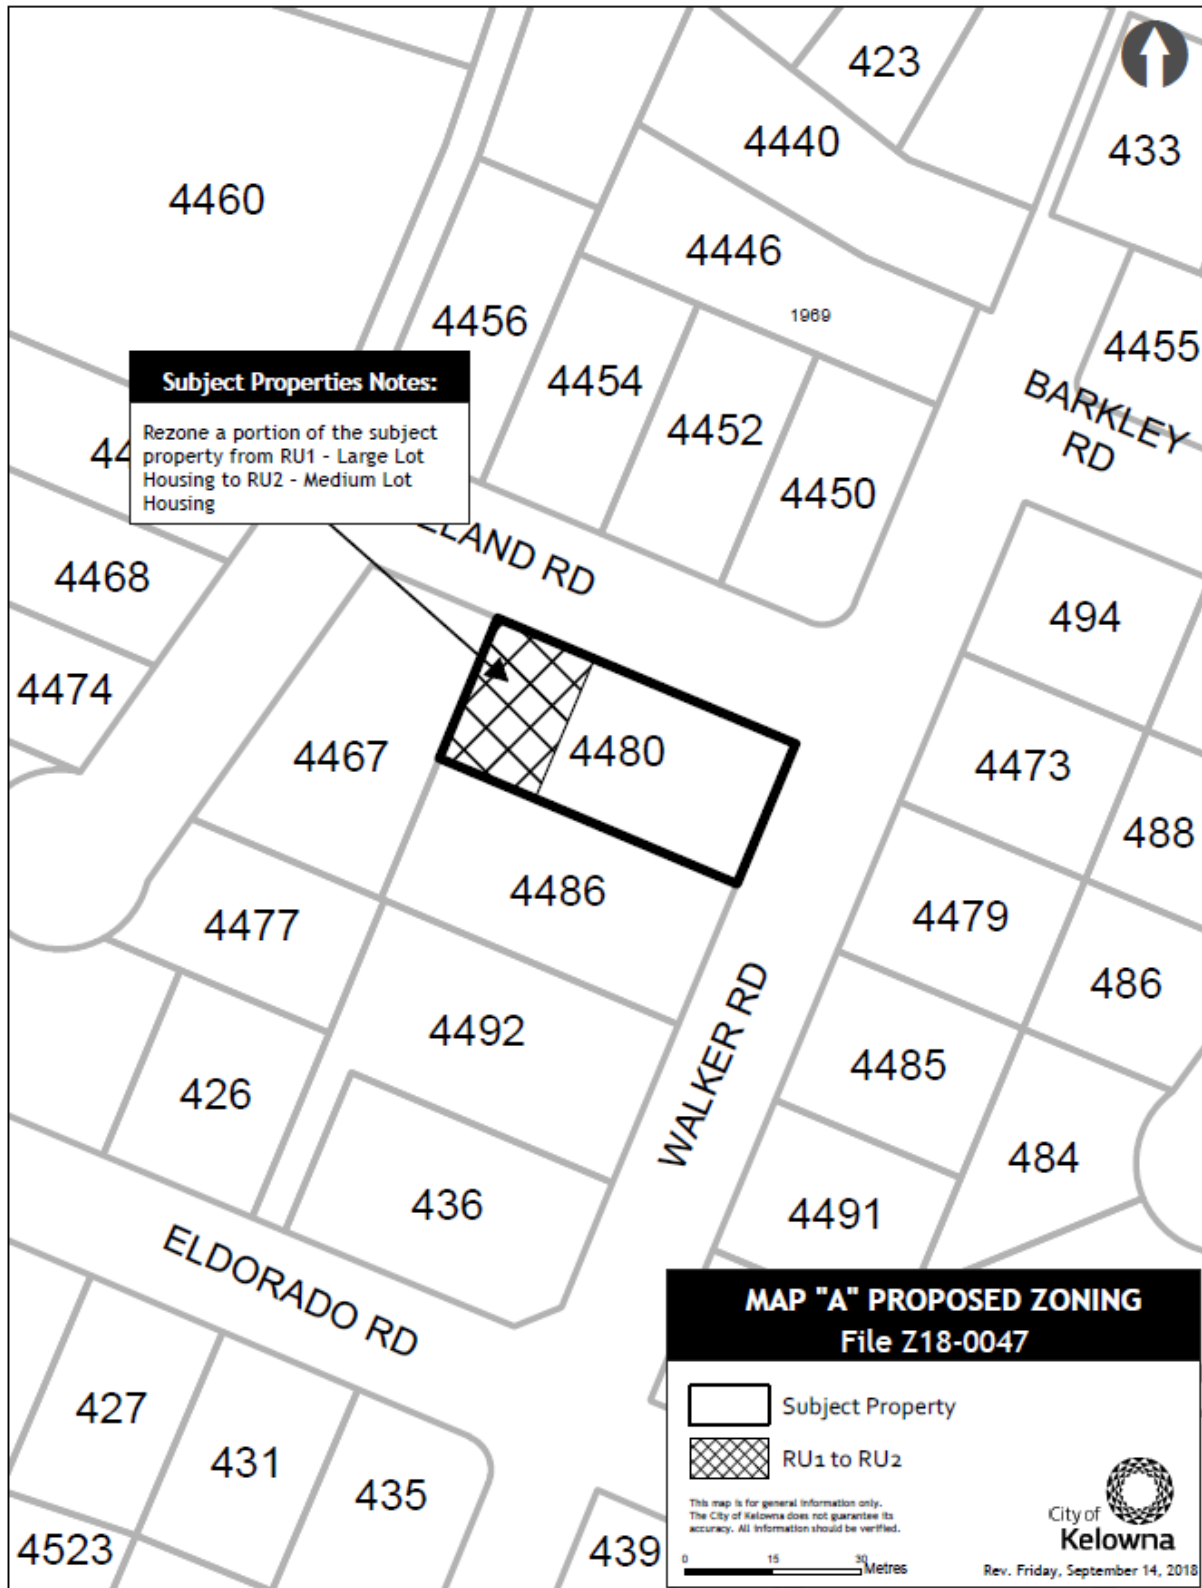 423
4440
433
4460
4446
1969
4456
4455
4454
BARKLEY
RD
4452
4450
Subject Properties Notes:
Rezone a portion of the subject
property from RU1 - Large Lot
Housing to RU2 - Medium Lot
Housing
RD
4468
494
4474
4467
4480
4473
488
4486
4477
4479
486
4492
WALKER RD
4485
426
484
436
4491
ELDORADO RD
427
431
435
4523
439
MAP "A" PROPOSED ZONING
File Z18-0047
Subject Property
RU1 to RU2
This map is for general information only.
The City of Kelowna does not guarantee its
accuracy. All information should be verified.
0 15 30 Metres
City of
Kelowna
Rev. Friday, September 14, 2018